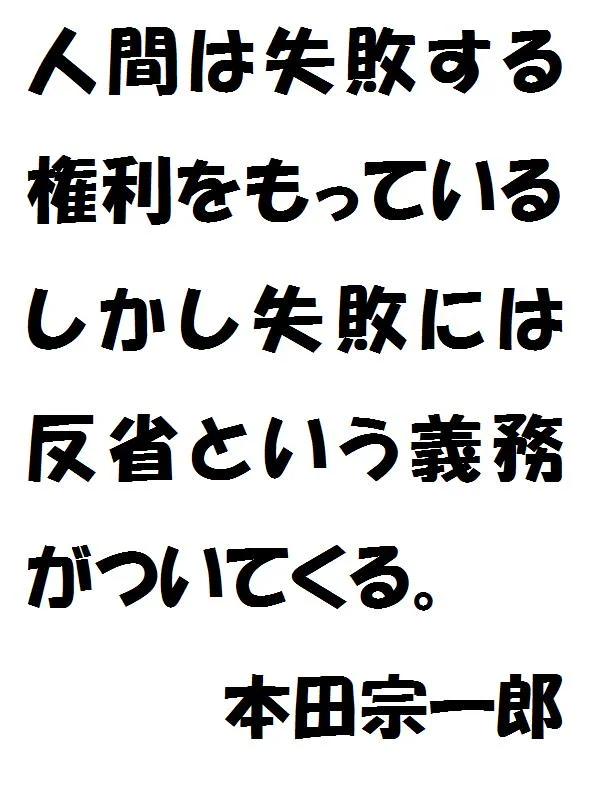 人間は失敗する
権利をもっている
しかし失敗には
反省という義務
がついてくる。
本田宗一郎